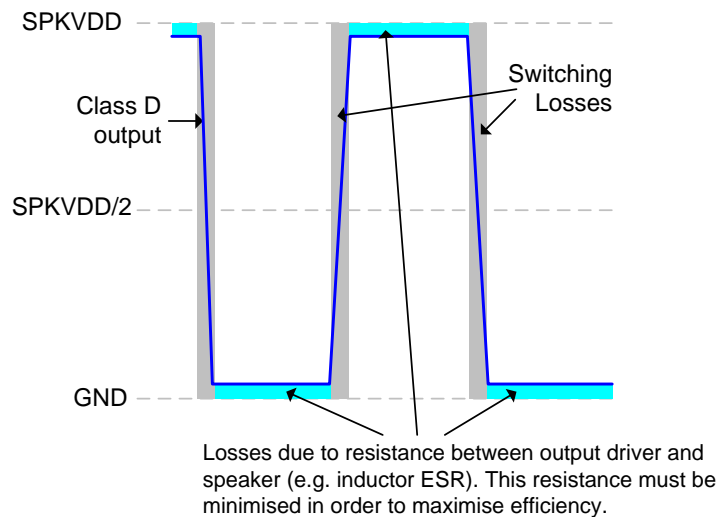 SPKVDD
Switching
Losses
Class D
output
SPKVDD/2
GND
Losses due to resistance between output driver and
speaker (e.g. inductor ESR). This resistance must be
minimised in order to maximise efficiency.